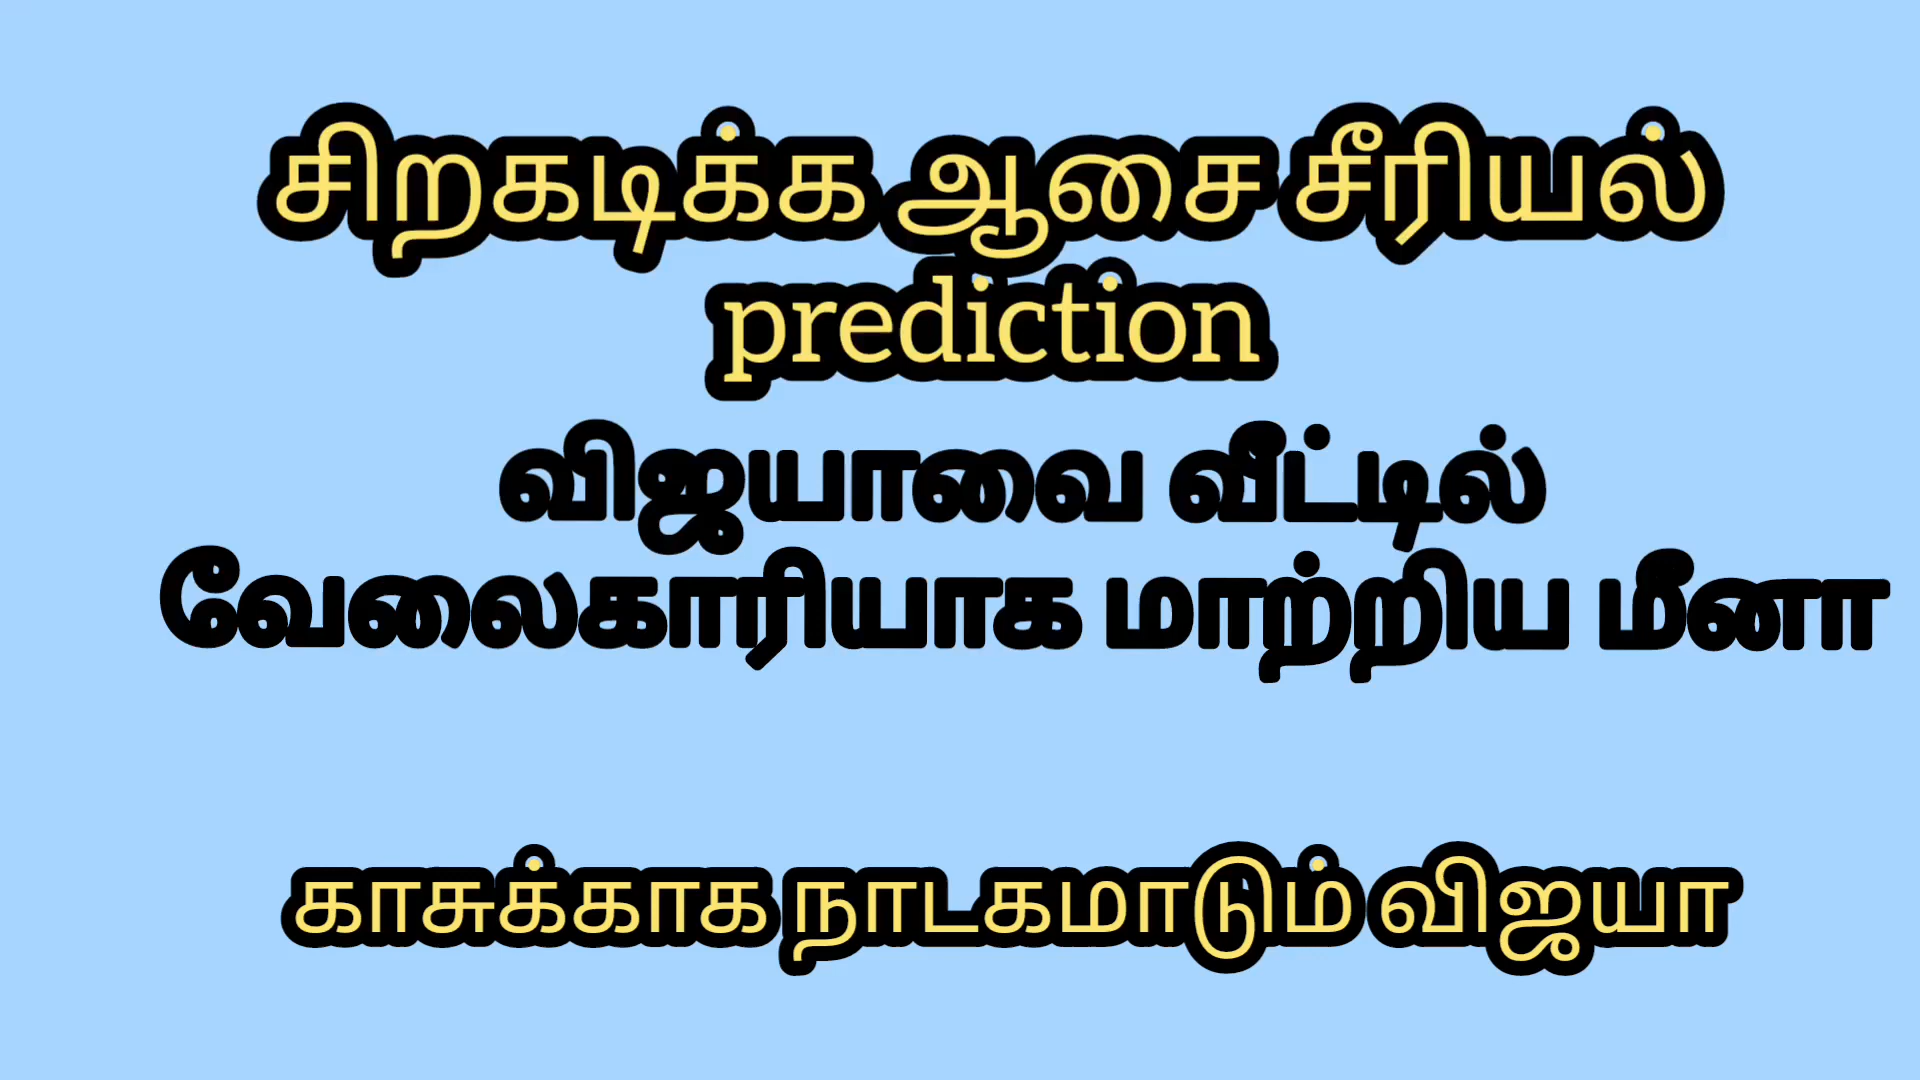 சிறகடிக்க ஆசை சீரியல்
prediction
விஜயாவை வீட்டில்
வேலைகாரியாக மாற்றிய மீனா
காசுக்காக நாடகமாடும் விஜயா